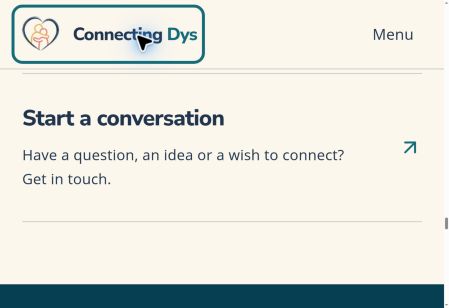 Connecting Dys
Menu
Start a conversation
Have a question, an idea or a wish to connect?
Get in touch.